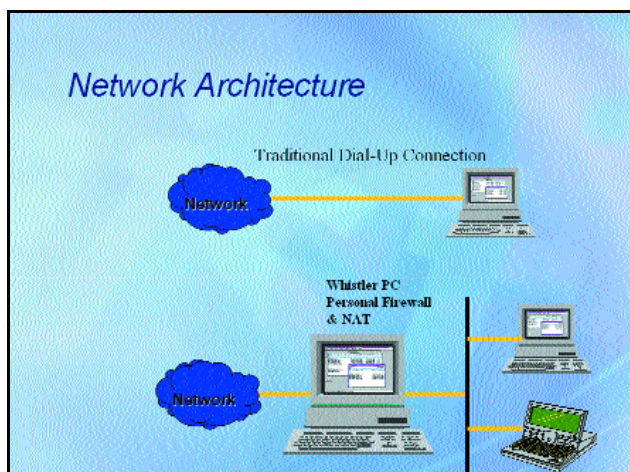 Network Architecture
Traditional Dial-Up Connection
Network
Whistler PC
Personal Firewall
& NAT
Network